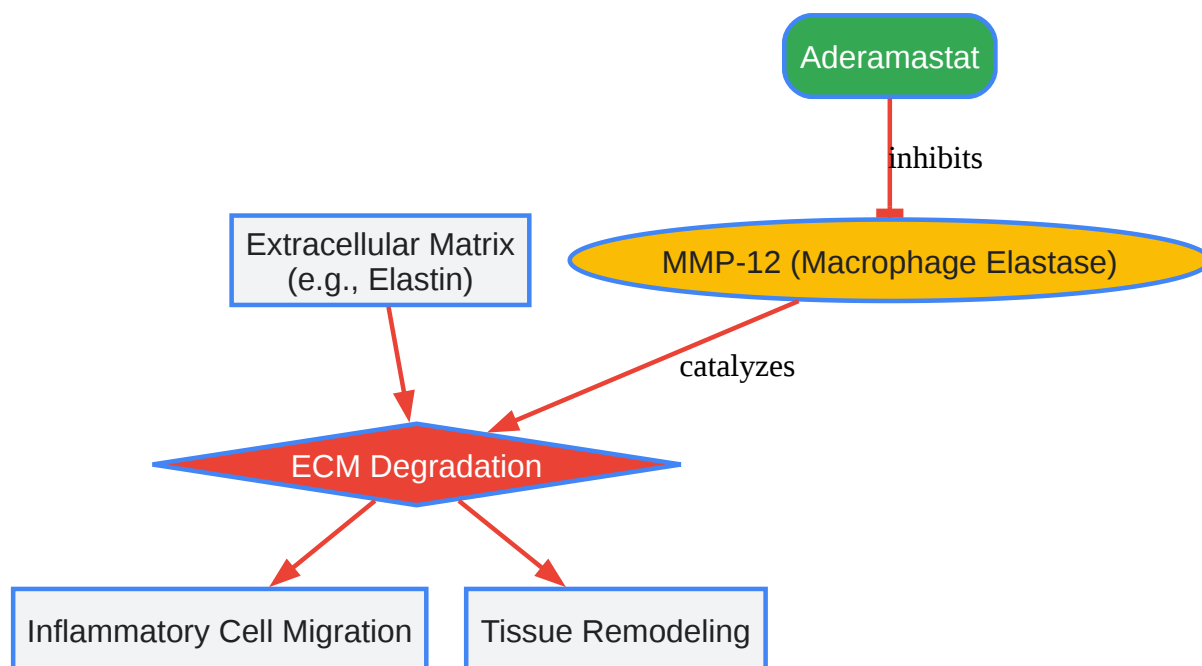 Aderamastat
inhibits
Extracellular Matrix
(e.g., Elastin)
MMP-12 (Macrophage Elastase)
catalyzes
ECM Degradation
Inflammatory Cell Migration
Tissue Remodeling